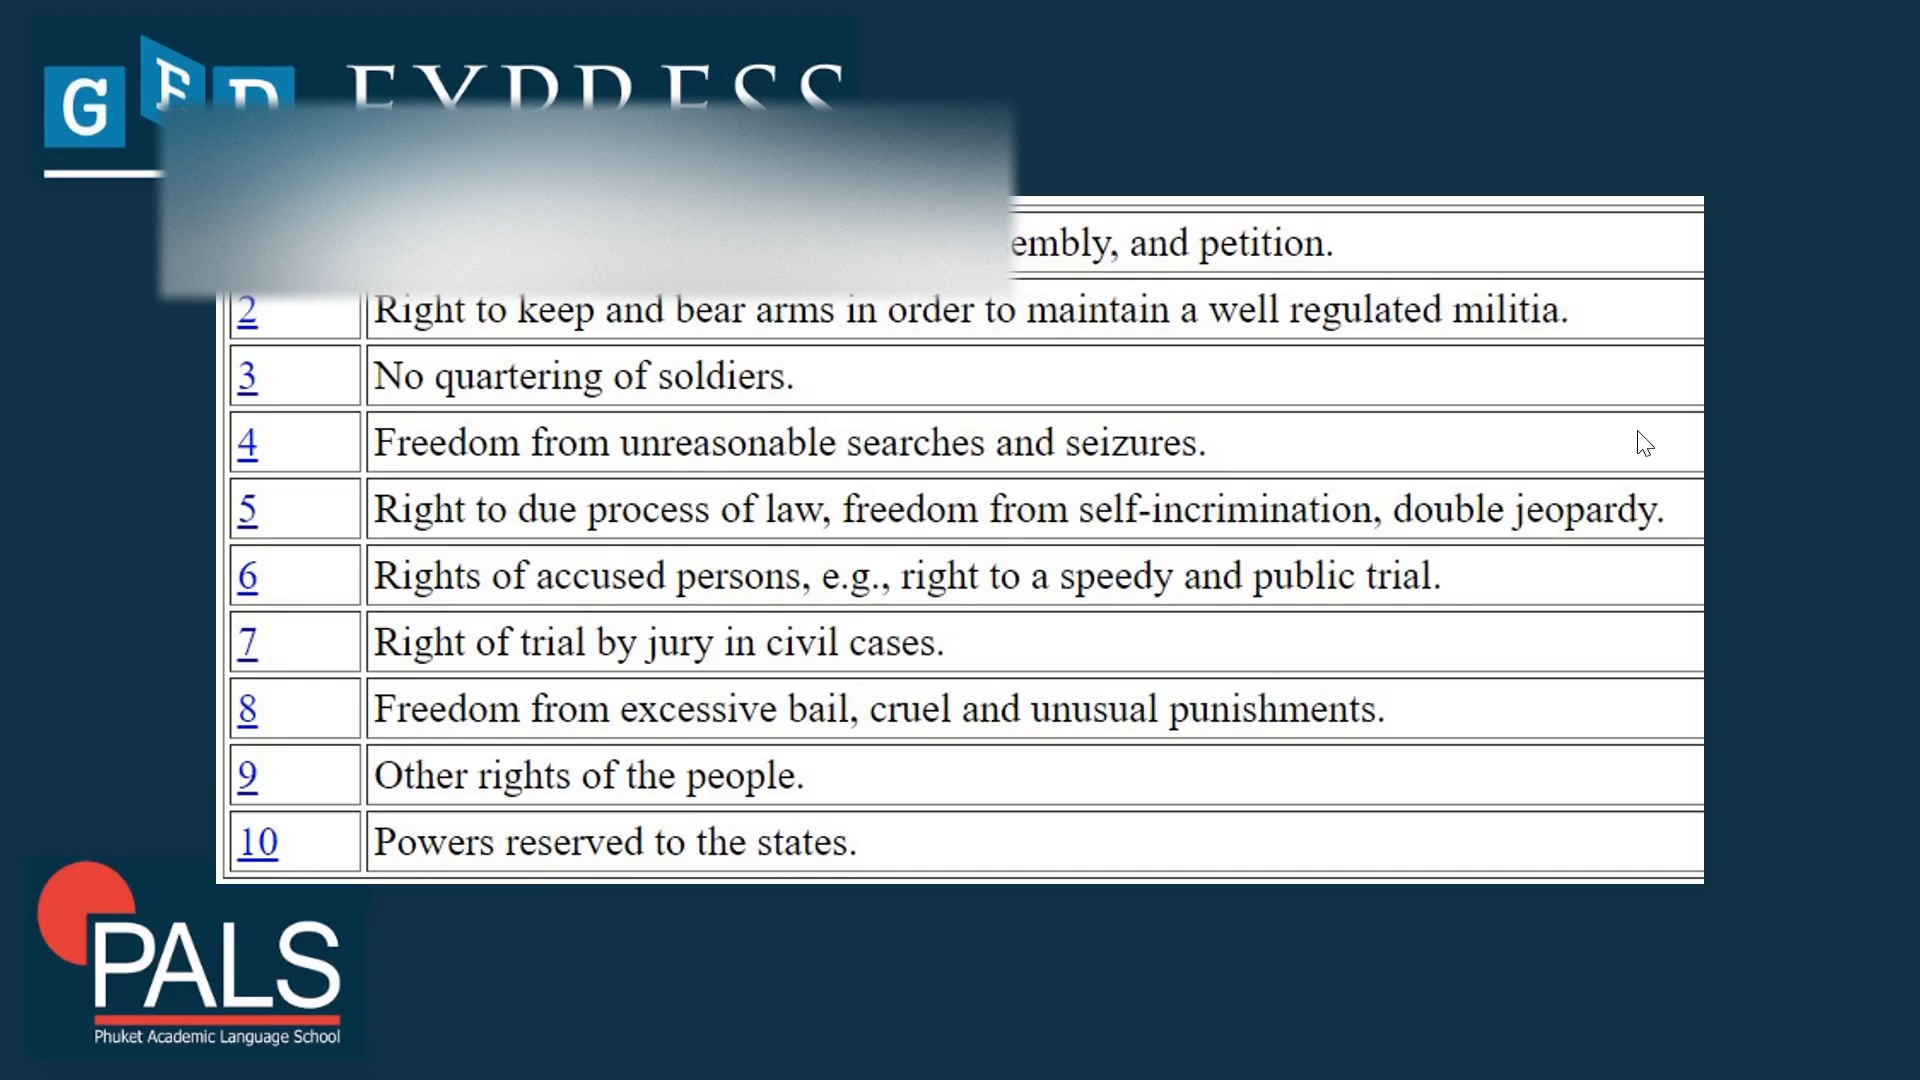 GED EXPRESS
and petition.
2 Right to keep and bear arms in order to maintain a well regulated militia.
3 No quartering of soldiers.
4 Freedom from unreasonable searches and seizures.
5 Right to due process of law, freedom from self-incrimination, double jeopardy.
6 Rights of accused persons, e.g., right to a speedy and public trial.
7 Right of trial by jury in civil cases.
8 Freedom from excessive bail, cruel and unusual punishments.
9 Other rights of the people.
10 Powers reserved to the states.
PALS
Phuket Academic Language School